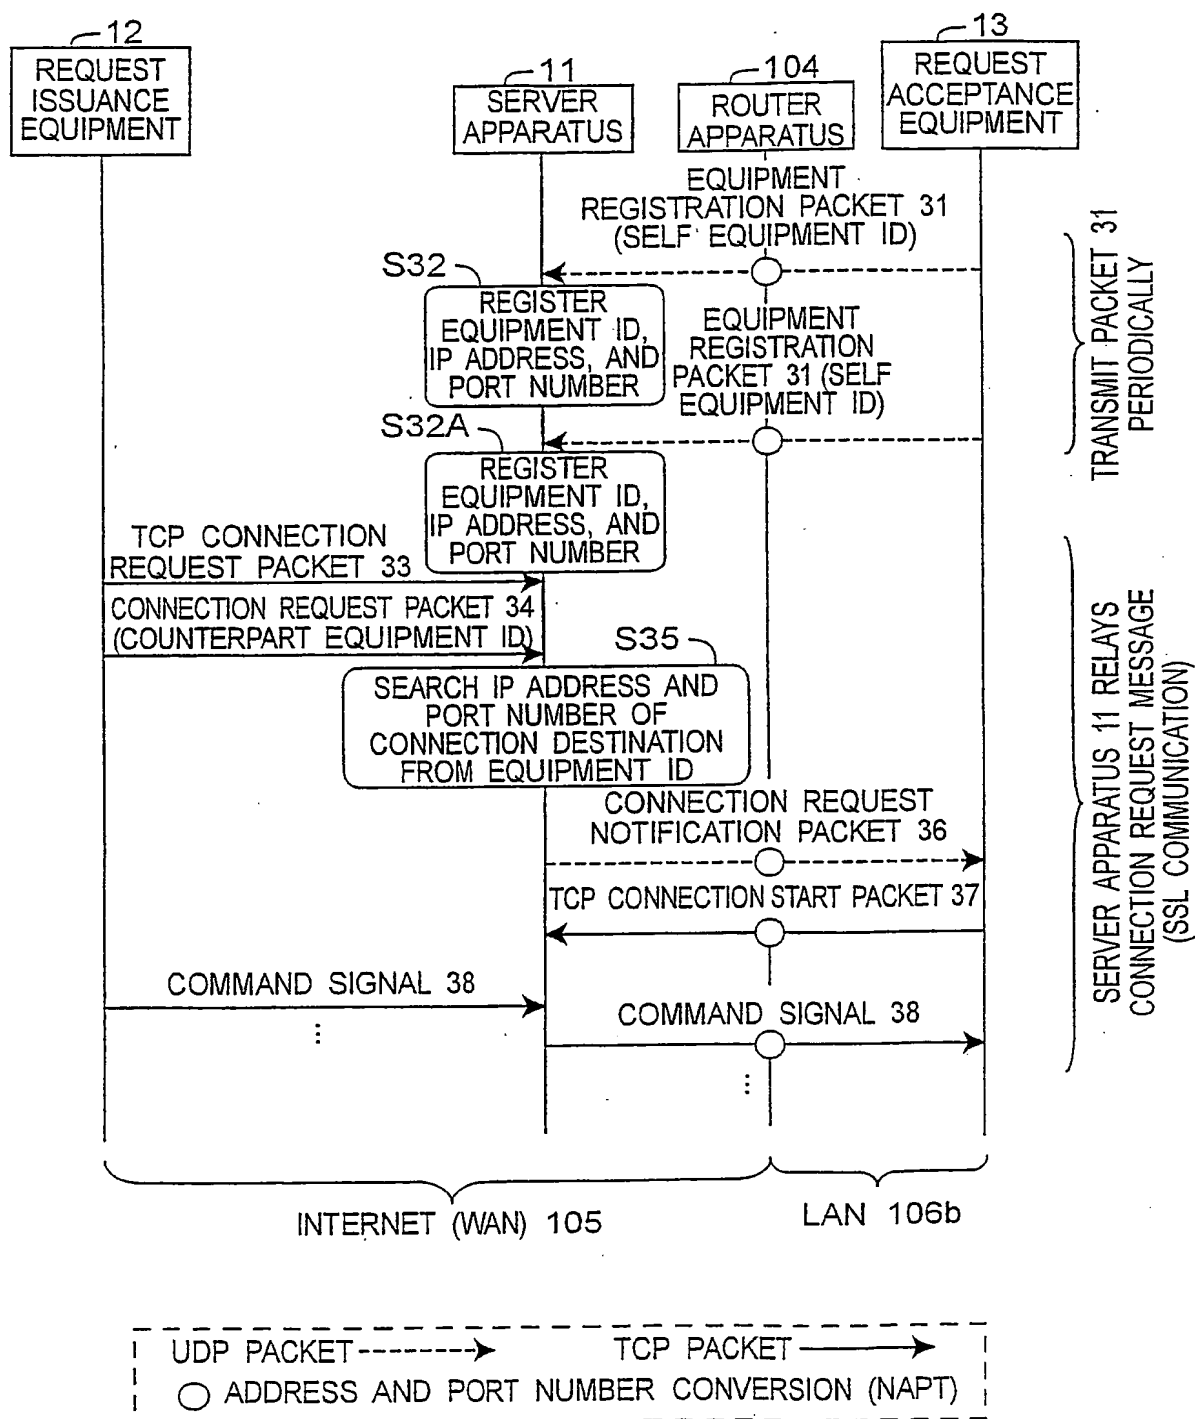 12
REQUEST
ISSUANCE
EQUIPMENT
11
SERVER
APPARATUS
104
ROUTER
APPARATUS
13
REQUEST
ACCEPTANCE
EQUIPMENT
EQUIPMENT
REGISTRATION PACKET 31
(SELF EQUIPMENT ID)
S32
REGISTER
EQUIPMENT ID,
IP ADDRESS, AND
PORT NUMBER
EQUIPMENT
REGISTRATION
PACKET 31 (SELF
EQUIPMENT ID)
TRANSMIT PACKET 31
PERIODICALLY
S32A
REGISTER
EQUIPMENT ID,
IP ADDRESS, AND
PORT NUMBER
TCP CONNECTION
REQUEST PACKET 33
CONNECTION REQUEST PACKET 34
(COUNTERPART EQUIPMENT ID)
S35
SEARCH IP ADDRESS AND
PORT NUMBER OF
CONNECTION DESTINATION
FROM EQUIPMENT ID
CONNECTION REQUEST
NOTIFICATION PACKET 36
TCP CONNECTION START PACKET 37
COMMAND SIGNAL 38
...
COMMAND SIGNAL 38
...
SERVER APPARATUS 11 RELAYS
CONNECTION REQUEST MESSAGE
(SSL COMMUNICATION)
INTERNET (WAN) 105
LAN 106b
UDP PACKET
TCP PACKET
ADDRESS AND PORT NUMBER CONVERSION (NAPT)